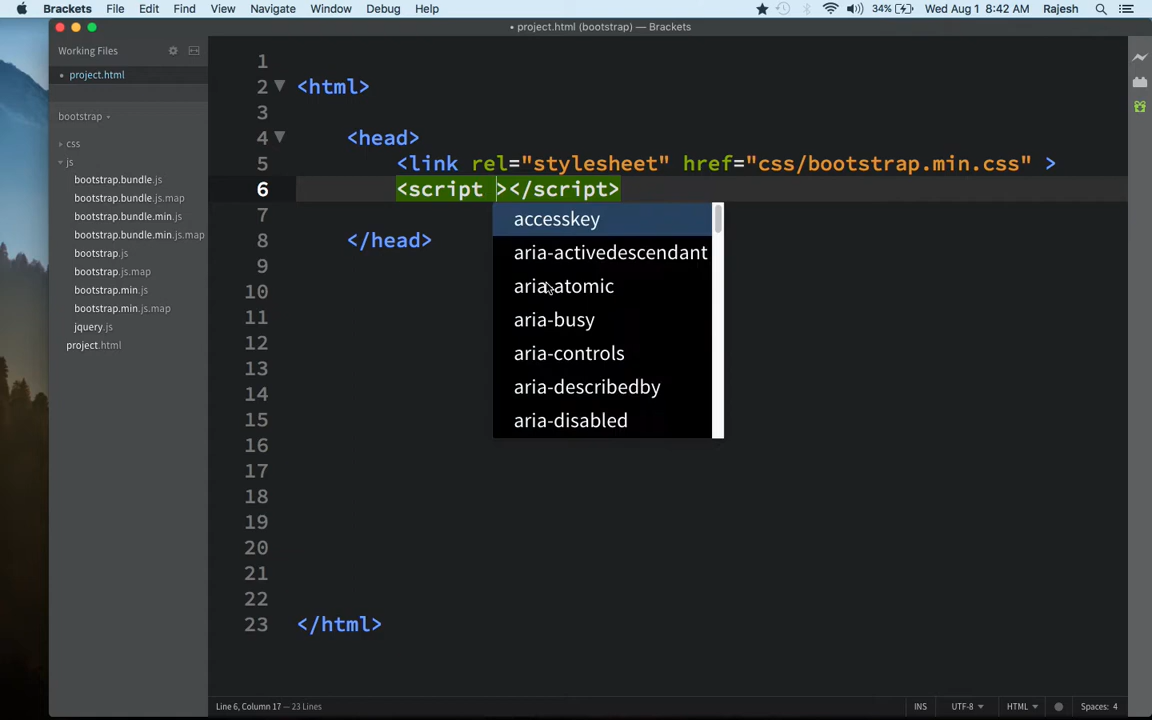 Brackets File Edit Find View Navigate Window Debug Help 34% Wed Aug 1 8:42 AM Rajesh
• project.html (bootstrap) — Brackets
Working Files
• project.html
bootstrap
css
js
bootstrap.bundle.js
bootstrap.bundle.js.map
bootstrap.bundle.min.js
bootstrap.bundle.min.js.map
bootstrap.js
bootstrap.js.map
bootstrap.min.js
bootstrap.min.js.map
jquery.js
project.html
1
2 <html>
3
4 <head>
5 <link rel="stylesheet" href="css/bootstrap.min.css" >
6 <script ></script>
7
8 </head>
9
10
11
12
13
14
15
16
17
18
19
20
21
22
23 </html>
accesskey
aria-activedescendant
aria-atomic
aria-busy
aria-controls
aria-describedby
aria-disabled
Line 6, Column 17 — 23 Lines
INS UTF-8 HTML Spaces: 4